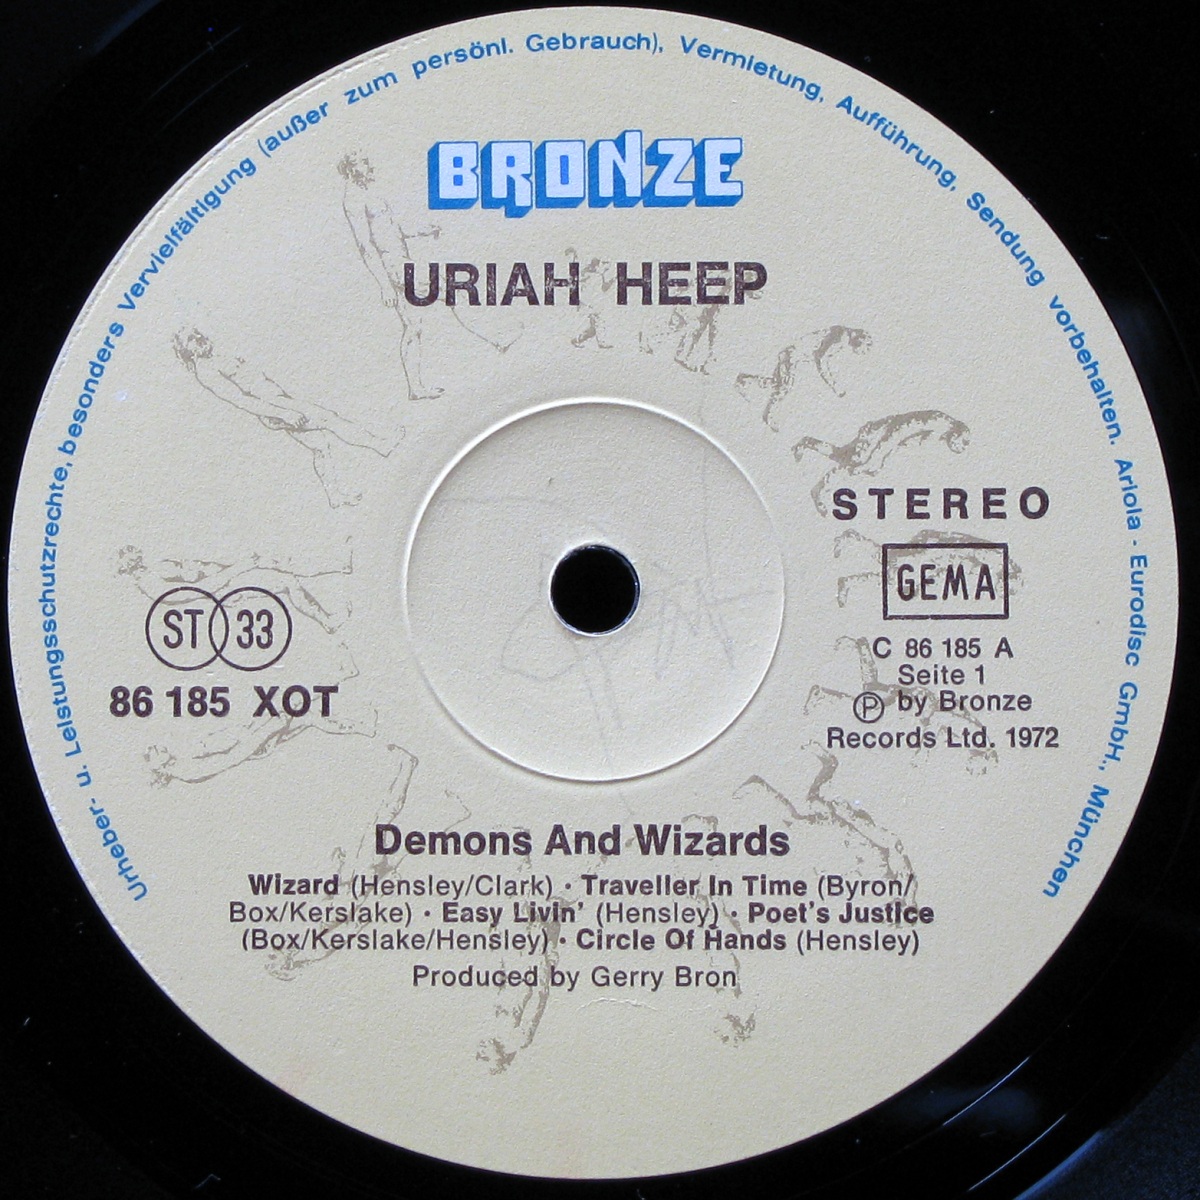 Urheber- u. Leistungsschutzrechte, besonders Vervielfältigung (außer zum persönl. Gebrauch), Vermietung, Aufführung, Sendung vorbehalten. Ariola - Eurodisc GmbH., München
BRONZE
URIAH HEEP
STEREO
GEMA
ST 33
86 185 XOT
C 86 185 A
Seite 1
Ⓟ by Bronze
Records Ltd. 1972
Demons And Wizards
Wizard (Hensley/Clark) · Traveller In Time (Byron/
Box/Kerslake) · Easy Livin' (Hensley) · Poet's Justice
(Box/Kerslake/Hensley) · Circle Of Hands (Hensley)
Produced by Gerry Bron